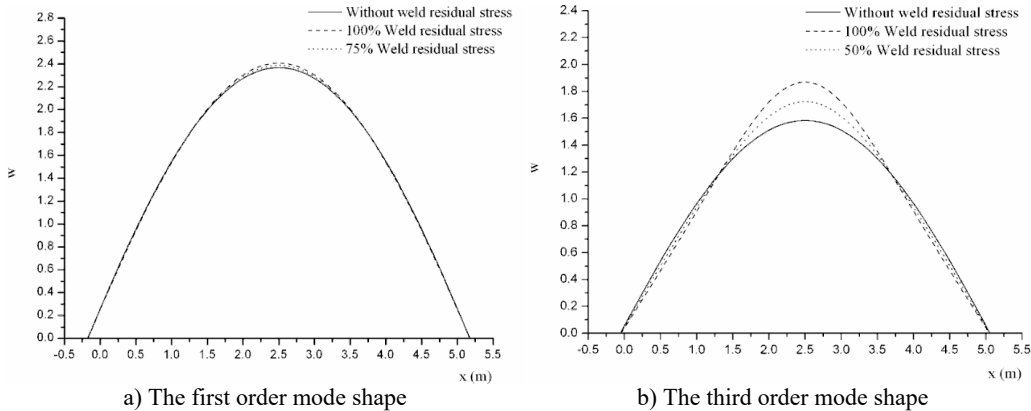 Without weld residual stress
100% Weld residual stress
75% Weld residual stress
2.8
2.6
2.4
2.2
2.0
1.8
1.6
1.4
1.2
1.0
0.8
0.6
0.4
0.2
0.0
w
-0.5 0.0 0.5 1.0 1.5 2.0 2.5 3.0 3.5 4.0 4.5 5.0 5.5
x (m)
a) The first order mode shape
Without weld residual stress
100% Weld residual stress
50% Weld residual stress
2.4
2.2
2.0
1.8
1.6
1.4
1.2
1.0
0.8
0.6
0.4
0.2
0.0
w
-0.5 0.0 0.5 1.0 1.5 2.0 2.5 3.0 3.5 4.0 4.5 5.0 5.5
x (m)
b) The third order mode shape